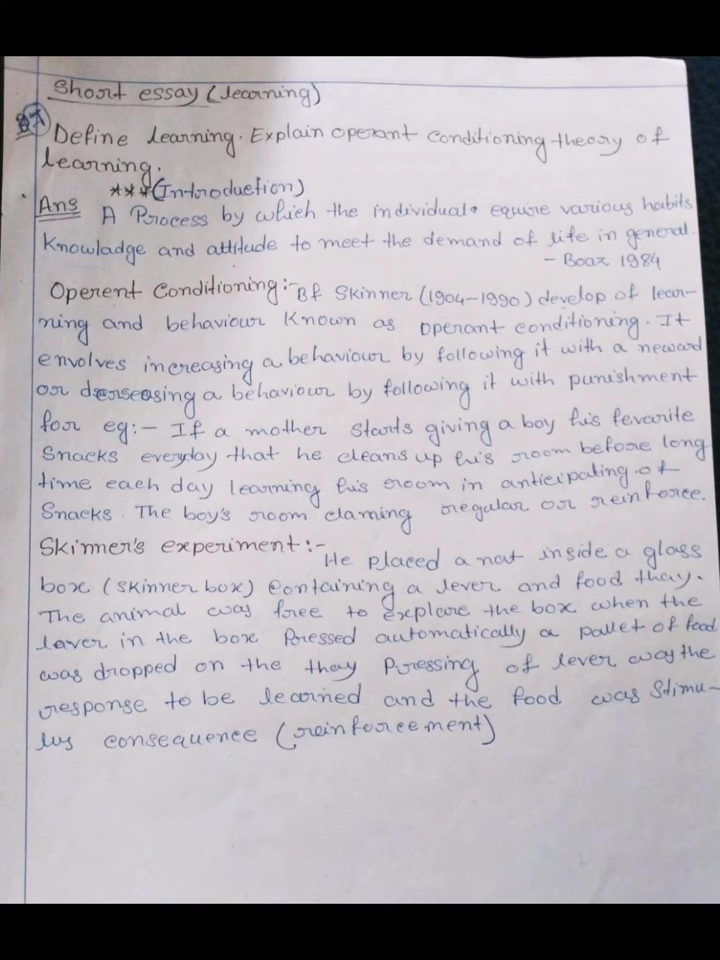 Short essay (learning)
Define learning. Explain operant conditioning theory of
learning.
*** (Introduction)
Ans A Process by which the individual equire various habits
Knowladge and attitude to meet the demand of life in general.
- Boaz 1984
Operent Conditioning:- Bf Skinner (1904-1990) develop of lear-
ning and behaviour Known as operant conditioning. It
envolves increasing a behaviour by following it with a reward
or derseasing a behaviour by following it with punishment
for eg:- If a mother starts giving a boy his fevarite
Snacks everyday that he cleans up his room before long
time each day learning his room in anticipating of
Snacks. The boy's room claming regular or reinforce.
Skinner's experiment:-
He placed a rat inside a glass
box (skinner box) Containing a lever and food thay.
The animal was free to explare the box when the
laver in the box Pressed automatically a pallet of food
was dropped on the thay Pressing of lever way the
response to be learned and the food was Stimu-
lus consequence (reinforcement)